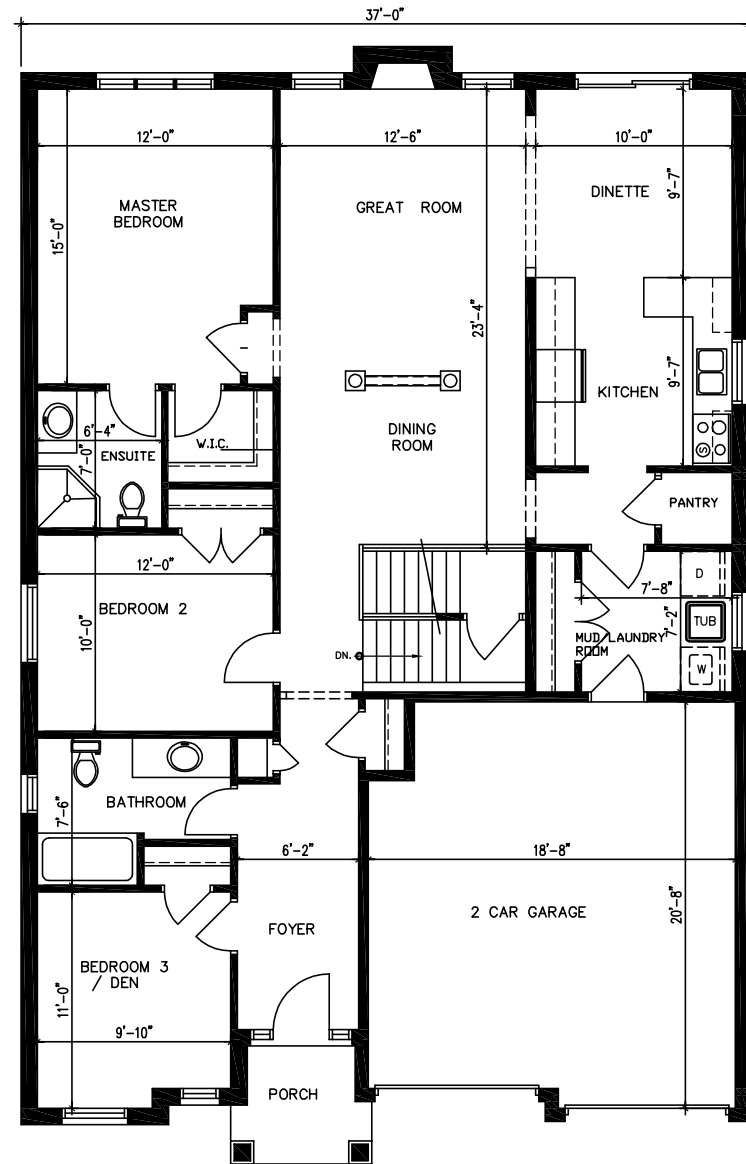 37'-0"
12'-0"
12'-6"
10'-0"
MASTER
BEDROOM
GREAT ROOM
DINETTE
9'-7"
15'-0"
23'-4"
9'-7"
KITCHEN
DINING
ROOM
W.I.C.
6'-4"
7'-0"
ENSUITE
S
PANTRY
12'-0"
BEDROOM 2
10'-0"
DN.
D
7'-8"
7'-2"
TUB
MUD LAUNDRY
ROOM
W
BATHROOM
7'-6"
6'-2"
18'-8"
2 CAR GARAGE
20'-8"
FOYER
BEDROOM 3
/ DEN
11'-0"
9'-10"
PORCH